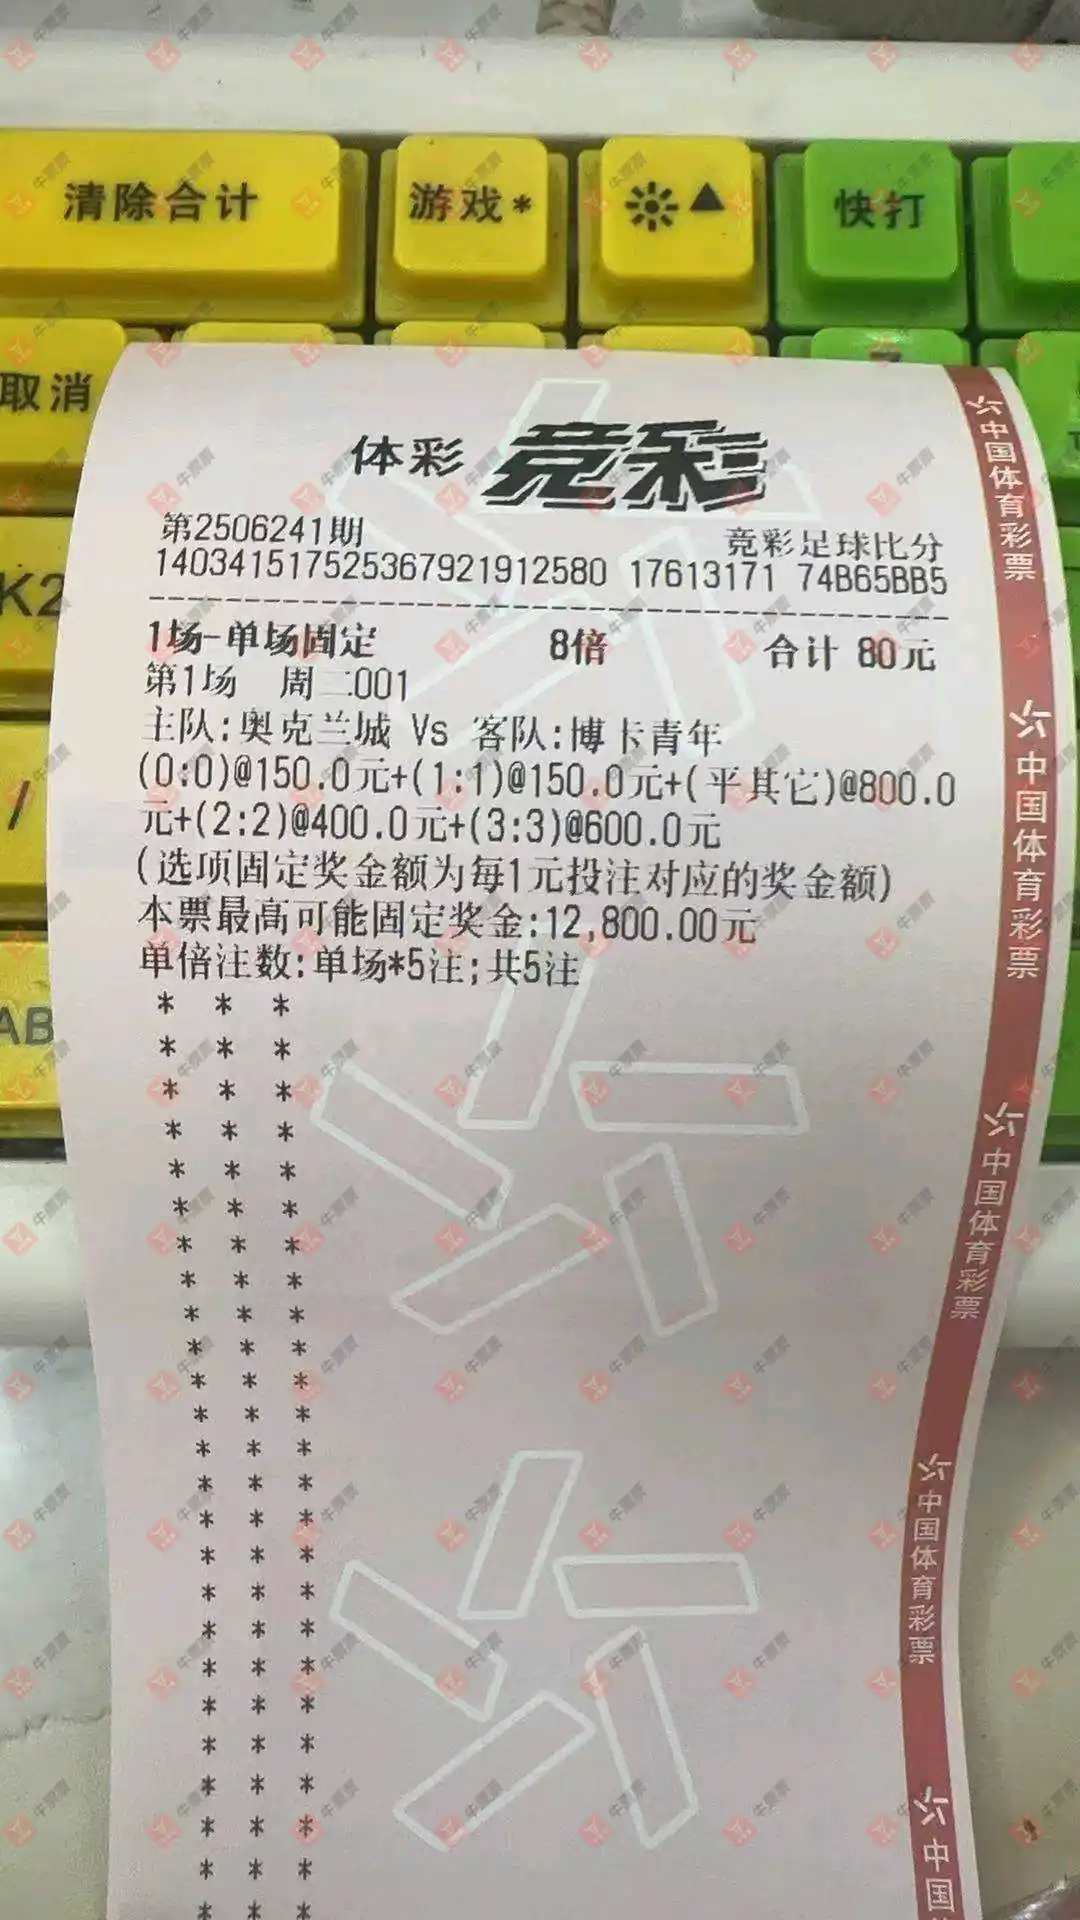 清除合计
游戏*
▲
快打
取消
K2
/
AB
体彩 竞彩
第2506241期
竞彩足球比分
140341517525367921912580 17613171 74B65BB5
1场-单场固定 8倍 合计 80元
第1场 周二001
主队:奥克兰城 Vs 客队:博卡青年
(0:0)@150.0元+(1:1)@150.0元+(平其它)@800.0
元+(2:2)@400.0元+(3:3)@600.0元
(选项固定奖金额为每1元投注对应的奖金额)
本票最高可能固定奖金:12,800.00元
单倍注数:单场*5注;共5注
中国体育彩票
中国体育彩票
中国体育彩票
中国体育彩票
中国
牛票票